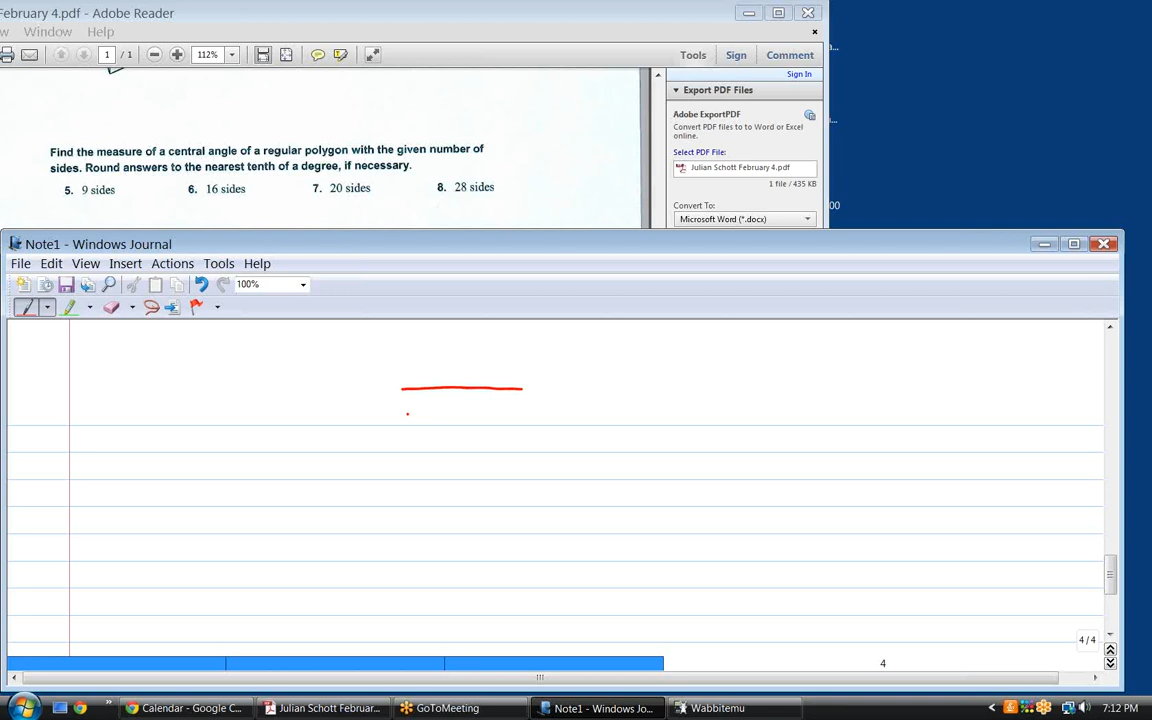 February 4.pdf - Adobe Reader
w Window Help
1 / 1 112% Tools Sign Comment
Sign In
Export PDF Files
Adobe ExportPDF
Convert PDF files to to Word or Excel
online.
Select PDF File:
Julian Schott February 4.pdf
1 file / 435 KB
Convert To:
Microsoft Word (*.docx)
Find the measure of a central angle of a regular polygon with the given number of
sides. Round answers to the nearest tenth of a degree, if necessary.
5. 9 sides 6. 16 sides 7. 20 sides 8. 28 sides
a...
a...
00
Note1 - Windows Journal
File Edit View Insert Actions Tools Help
100%
4 / 4
4
Calendar - Google C... Julian Schott Februar... GoToMeeting Note1 - Windows Jo... Wabbitemu 7:12 PM